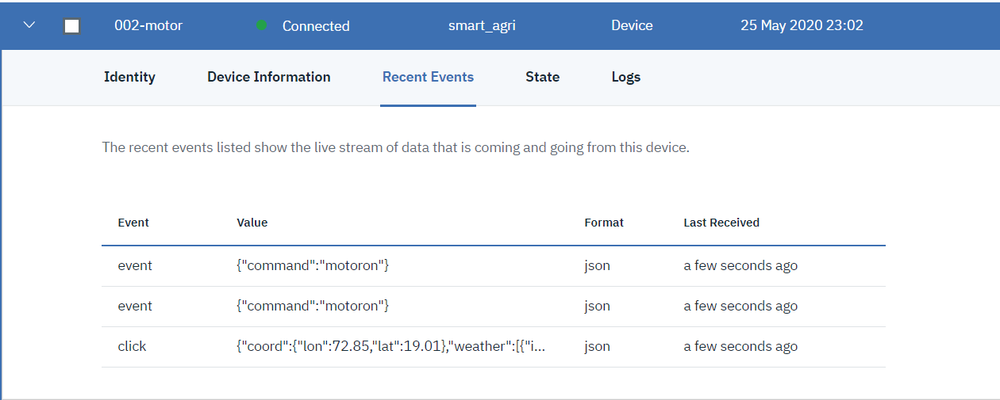 002-motor Connected smart_agri Device 25 May 2020 23:02
Identity Device Information Recent Events State Logs
The recent events listed show the live stream of data that is coming and going from this device.
Event Value Format Last Received
event {"command":"motoron"} json a few seconds ago
event {"command":"motoron"} json a few seconds ago
click {"coord":{"lon":72.85,"lat":19.01},"weather":[{"i... json a few seconds ago